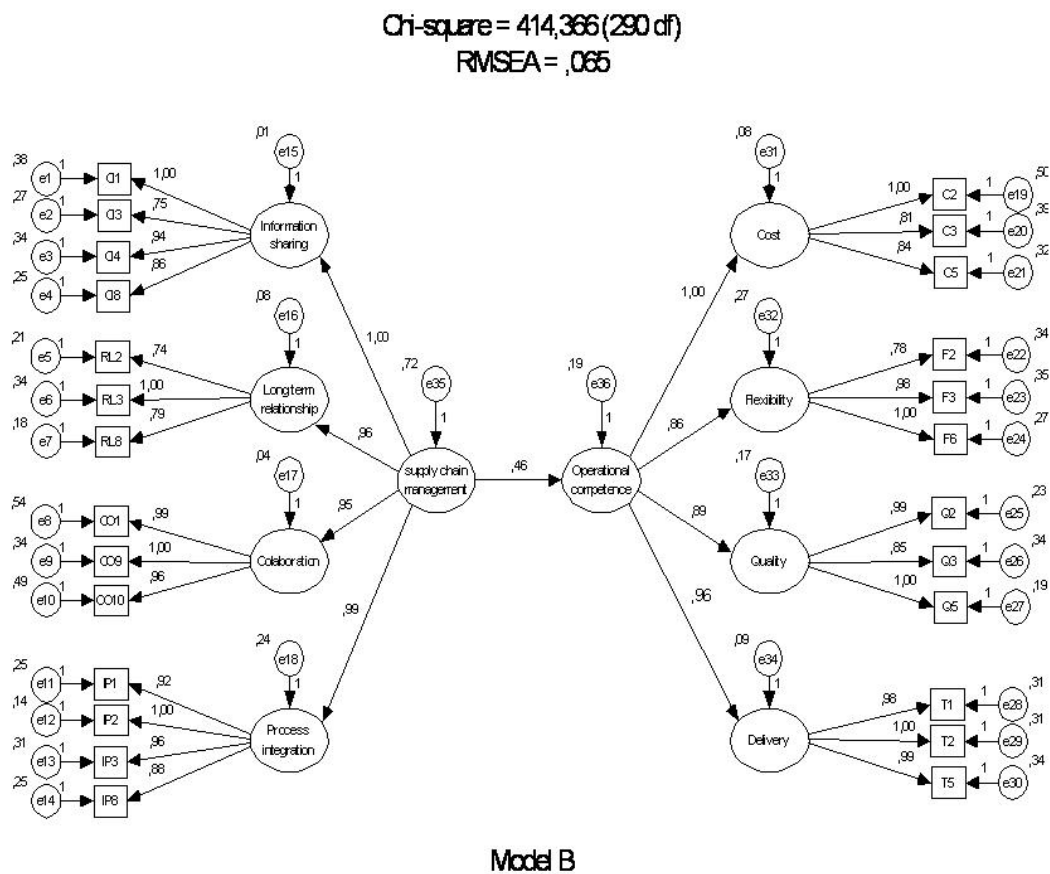 Chi-square = 414,366 (290 df)
RMSEA = ,065
,01
e15
1
,38
e1
1
CI1
1,00
,27
e2
1
CI3
,75
,34
e3
1
CI4
,94
,25
e4
1
CI8
,86
Information
sharing
,08
e16
1
1,00
,21
e5
1
RL2
,74
,34
e6
1
RL3
1,00
,18
e7
1
RL8
,79
Long term
relationship
,96
,72
e35
1
,04
e17
1
,54
e8
1
CO1
,99
,34
e9
1
CO9
1,00
,49
e10
1
CO10
,96
Colaboration
,95
supply chain
management
,99
,24
e18
1
,25
e11
1
IP1
,92
,14
e12
1
IP2
1,00
,31
e13
1
IP3
,96
,25
e14
1
IP8
,88
Process
integration
,46
,19
e36
1
Operational
competence
,08
e31
1
Cost
1,00
1,00
C2
1
e19
,50
,81
C3
1
e20
,39
,84
C5
1
e21
,32
,27
e32
1
Flexiibility
,86
,78
F2
1
e22
,34
,98
F3
1
e23
,35
1,00
F6
1
e24
,27
,17
e33
1
Quality
,89
,99
Q2
1
e25
,23
,85
Q3
1
e26
,34
1,00
Q5
1
e27
,19
,09
e34
1
Delivery
,96
,98
T1
1
e28
,31
1,00
T2
1
e29
,31
,99
T5
1
e30
,34
Model B